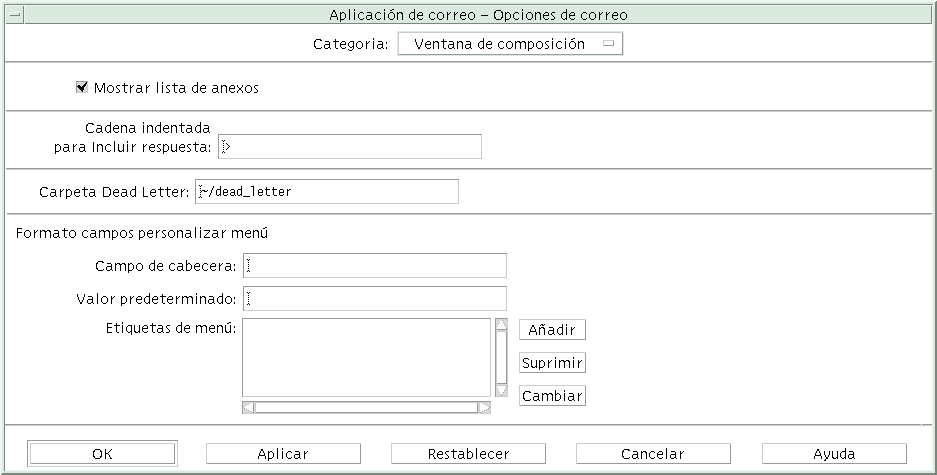 Aplicación de correo – Opciones de correo
Categoria: Ventana de composición
Mostrar lista de anexos
Cadena indentada
para Incluir respuesta: >
Carpeta Dead Letter: ~/dead_letter
Formato campos personalizar menú
Campo de cabecera:
Valor predeterminado:
Etiquetas de menú:
Añadir
Suprimir
Cambiar
OK Aplicar Restablecer Cancelar Ayuda